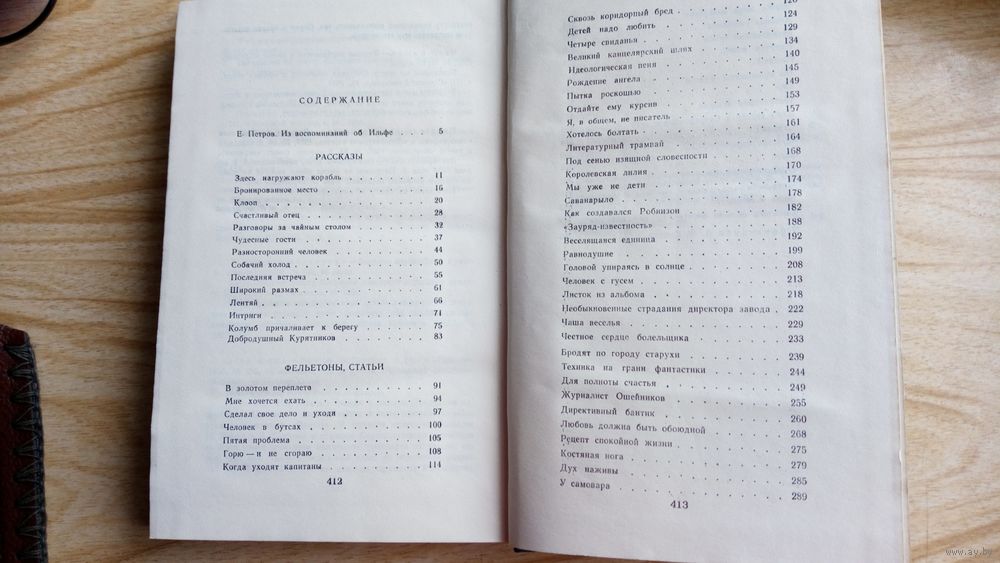 СОДЕРЖАНИЕ
Е. Петров. Из воспоминаний об Ильфе . . . 5
РАССКАЗЫ
Здесь нагружают корабль . . . . . . . . 11
Бронированное место . . . . . . . . . . 16
Клооп . . . . . . . . . . . . . . 20
Счастливый отец . . . . . . . . . . . 28
Разговоры за чайным столом . . . . . . . 32
Чудесные гости . . . . . . . . . . . 37
Разносторонний человек . . . . . . . . . 44
Собачий холод . . . . . . . . . . . . 50
Последняя встреча . . . . . . . . . . 55
Широкий размах . . . . . . . . . . . 61
Лентяй . . . . . . . . . . . . . . 66
Интриги . . . . . . . . . . . . . . 71
Колумб причаливает к берегу . . . . . . . 75
Добродушный Курятников . . . . . . . . 83
ФЕЛЬЕТОНЫ, СТАТЬИ
В золотом переплете . . . . . . . . . . 91
Мне хочется ехать . . . . . . . . . . 94
Сделал свое дело и уходи . . . . . . . . 97
Человек в бутсах . . . . . . . . . . . 100
Пятая проблема . . . . . . . . . . . 105
Горю — и не сгораю . . . . . . . . . . 108
Когда уходят капитаны . . . . . . . . . 114
412
Сквозь коридорный бред . . . . . . . . 120
Детей надо любить . . . . . . . . . . 124
Четыре свиданья . . . . . . . . . . . 129
Великий канцелярский шлях . . . . . . . 134
Идеологическая пеня . . . . . . . . . . 140
Рождение ангела . . . . . . . . . . . 145
Пытка роскошью . . . . . . . . . . . 149
Отдайте ему курсив . . . . . . . . . . 153
Я, в общем, не писатель . . . . . . . . 157
Хотелось болтать . . . . . . . . . . . 161
Литературный трамвай . . . . . . . . . 164
Под сенью изящной словесности . . . . . . 168
Королевская лилия . . . . . . . . . . 170
Мы уже не дети . . . . . . . . . . . 174
Саванарыло . . . . . . . . . . . . . 178
Как создавался Робинзон . . . . . . . . 182
«Зауряд-известность» . . . . . . . . . . 188
Веселящаяся единица . . . . . . . . . . 192
Равнодушие . . . . . . . . . . . . . 199
Головой упираясь в солнце . . . . . . . . 208
Человек с гусем . . . . . . . . . . . 213
Листок из альбома . . . . . . . . . . 218
Необыкновенные страдания директора завода . 222
Чаша веселья . . . . . . . . . . . . 229
Честное сердце болельщика . . . . . . . . 233
Бродят по городу старухи . . . . . . . . 239
Техника на грани фантастики . . . . . . . 244
Для полноты счастья . . . . . . . . . . 249
Журналист Ошейников . . . . . . . . . 255
Директивный бантик . . . . . . . . . . 260
Любовь должна быть обоюдной . . . . . . 268
Рецепт спокойной жизни . . . . . . . . . 275
Костяная нога . . . . . . . . . . . . 279
Дух наживы . . . . . . . . . . . . . 285
У самовара . . . . . . . . . . . . . 289
413
www.ay.by